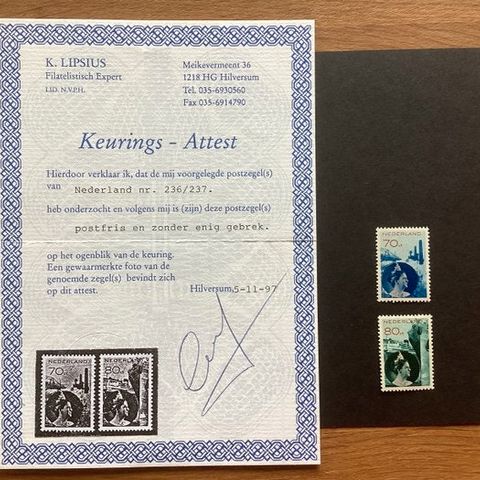 K. LIPSIUS
Filatelistisch Expert
LID. N.V.P.H.
Meikevermeent 36
1218 HG Hilversum
Tel. 035-6930560
Fax 035-6914790
Keurings - Attest
Hierdoor verklaar ik, dat de mij voorgelegde postzegel(s)
van Nederland nr. 236/237.
heb onderzocht en volgens mij is (zijn) deze postzegel(s)
postfris en zonder enig gebrek.
op het ogenblik van de keuring.
Een gewaarmerkte foto van de
genoemde zegel(s) bevindt zich
op dit attest.
Hilversum, 5-11-97
NEDERLAND
70
NEDERLAND
80
NEDERLAND
70
NEDERLAND
80